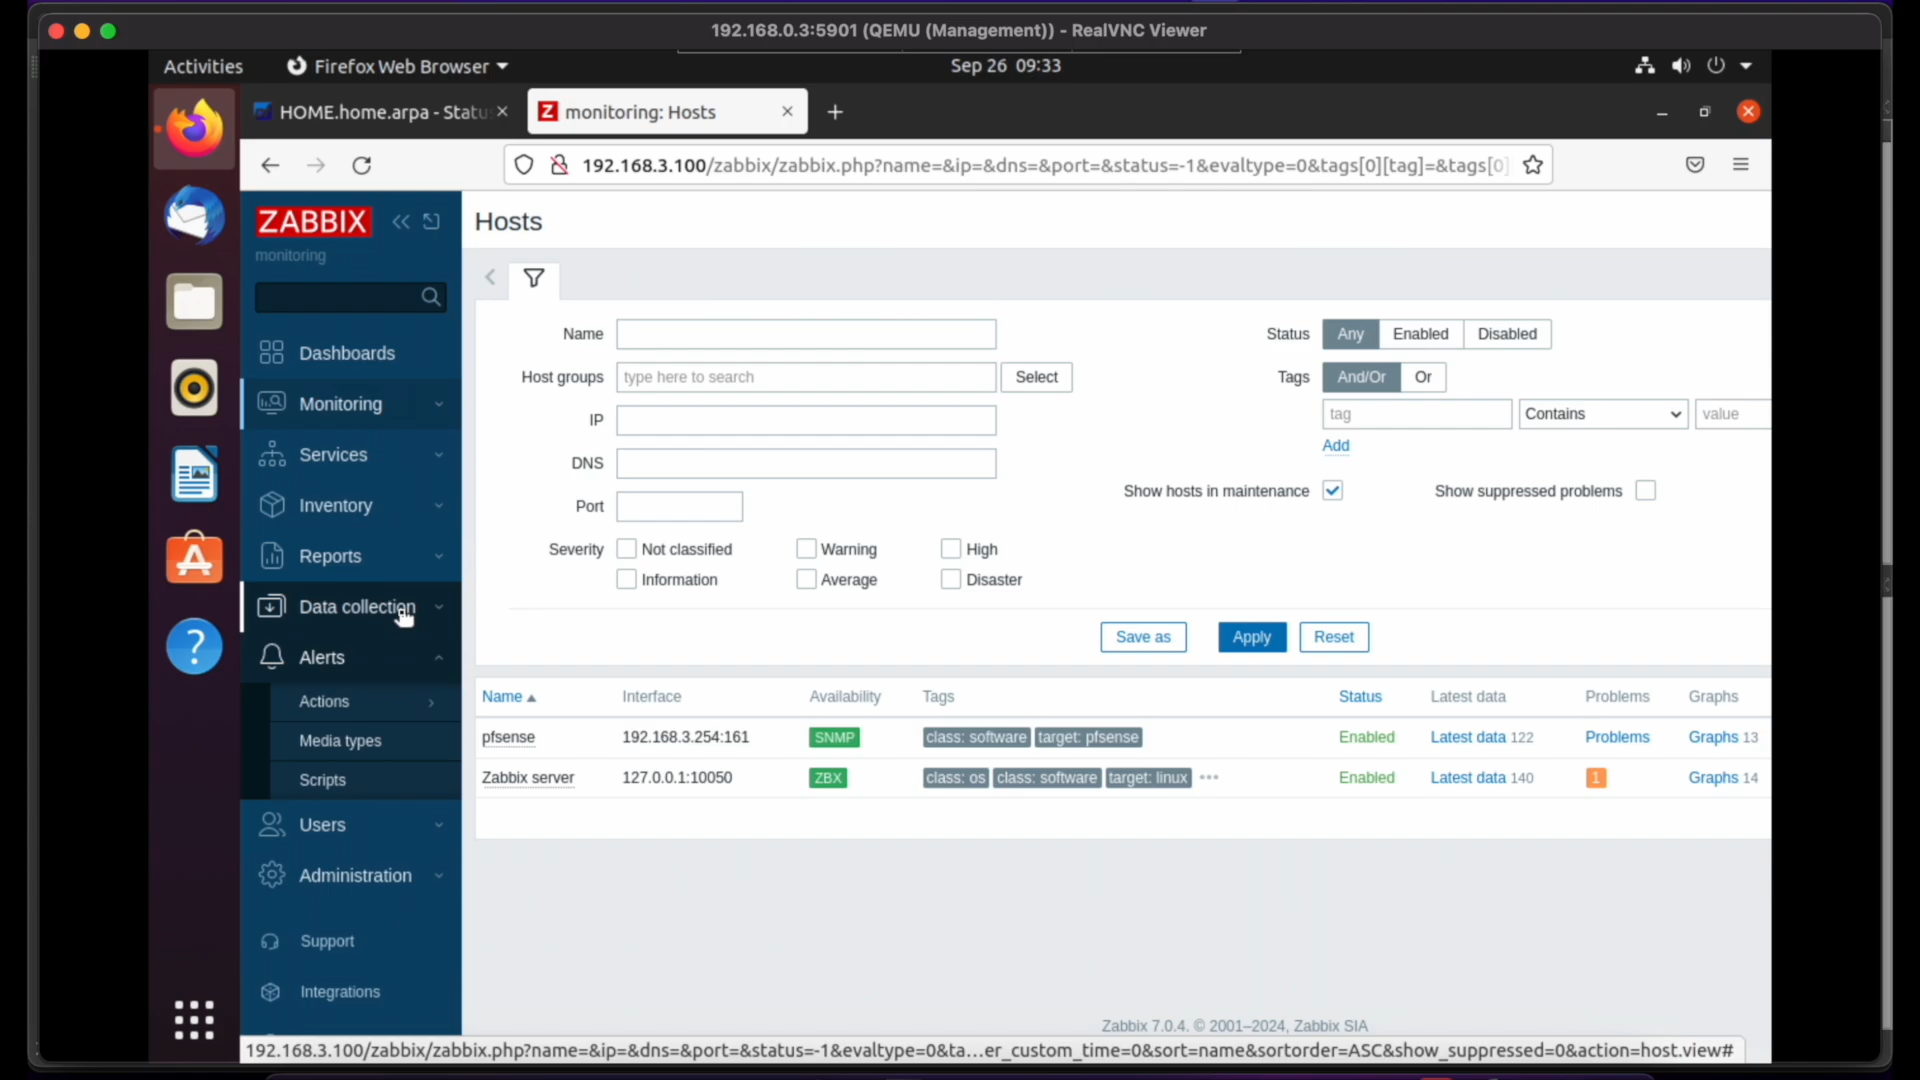 192.168.0.3:5901 (QEMU (Management)) - RealVNC Viewer
Activities Firefox Web Browser Sep 26 09:33
HOME.home.arpa - Statu Z monitoring: Hosts
192.168.3.100/zabbix/zabbix.php?name=&ip=&dns=&port=&status=-1&evaltype=0&tags[0][tag]=&tags[0]
ZABBIX
monitoring
Dashboards
Monitoring
Services
Inventory
Reports
Data collection
Alerts
Actions
Media types
Scripts
Users
Administration
Support
Integrations
Hosts
Name
Host groups type here to search Select
IP
DNS
Port
Severity Not classified Warning High
Information Average Disaster
Status Any Enabled Disabled
Tags And/Or Or
tag Contains value
Add
Show hosts in maintenance Show suppressed problems
Save as Apply Reset
Name Interface Availability Tags Status Latest data Problems Graphs
pfsense 192.168.3.254:161 SNMP class: software target: pfsense Enabled Latest data 122 Problems Graphs 13
Zabbix server 127.0.0.1:10050 ZBX class: os class: software target: linux ••• Enabled Latest data 140 1 Graphs 14
Zabbix 7.0.4. © 2001–2024, Zabbix SIA
192.168.3.100/zabbix/zabbix.php?name=&ip=&dns=&port=&status=-1&evaltype=0&ta…er_custom_time=0&sort=name&sortorder=ASC&show_suppressed=0&action=host.view#